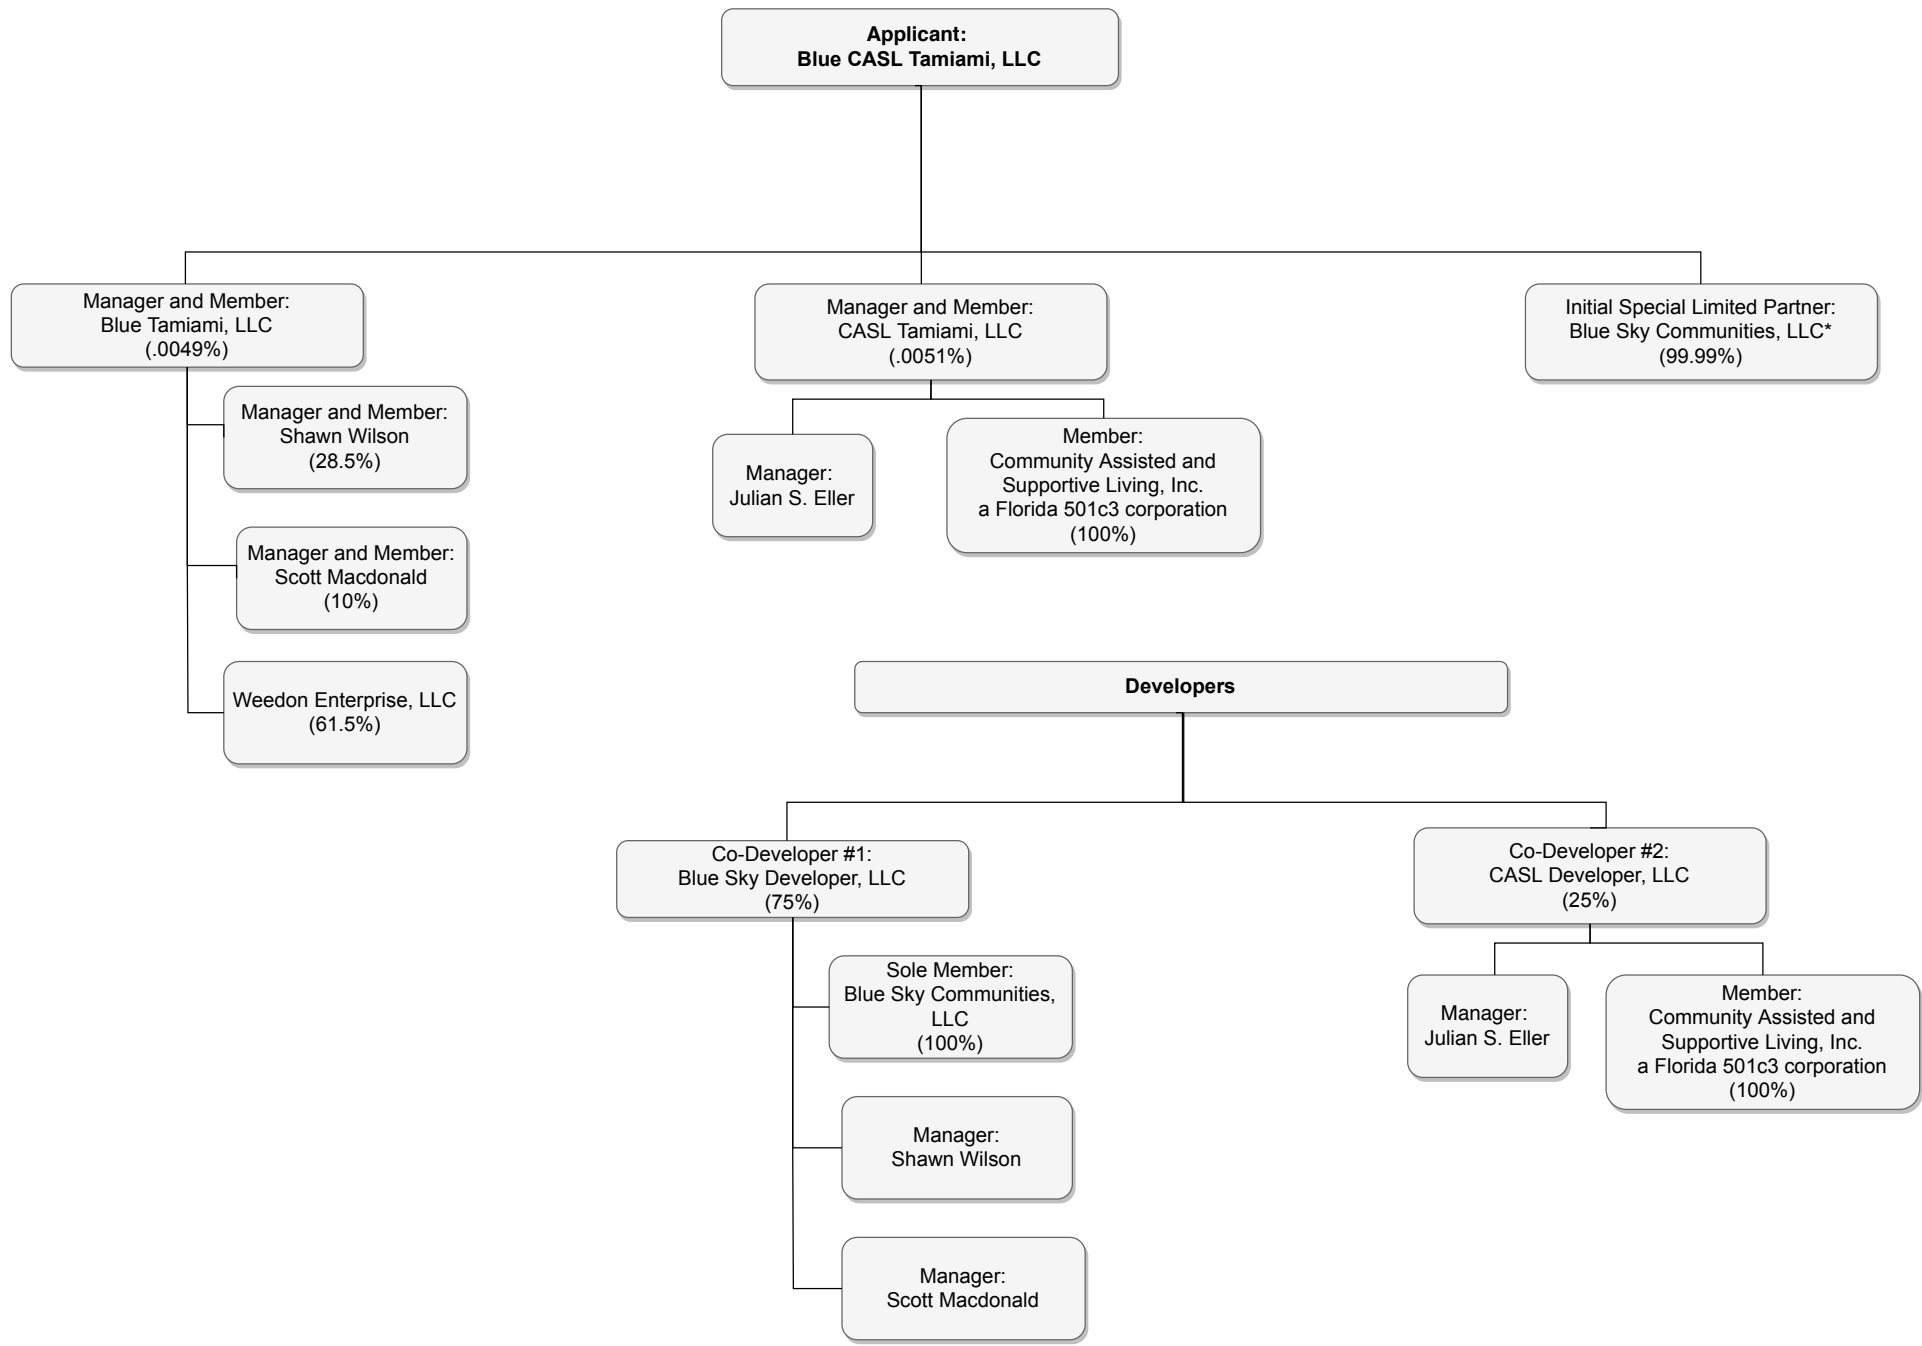 Applicant:
Blue CASL Tamiami, LLC
Manager and Member:
Blue Tamiami, LLC
(.0049%)
Manager and Member:
CASL Tamiami, LLC
(.0051%)
Initial Special Limited Partner:
Blue Sky Communities, LLC*
(99.99%)
Manager and Member:
Shawn Wilson
(28.5%)
Manager and Member:
Scott Macdonald
(10%)
Weedon Enterprise, LLC
(61.5%)
Manager:
Julian S. Eller
Member:
Community Assisted and
Supportive Living, Inc.
a Florida 501c3 corporation
(100%)
Developers
Co-Developer #1:
Blue Sky Developer, LLC
(75%)
Sole Member:
Blue Sky Communities,
LLC
(100%)
Manager:
Shawn Wilson
Manager:
Scott Macdonald
Co-Developer #2:
CASL Developer, LLC
(25%)
Manager:
Julian S. Eller
Member:
Community Assisted and
Supportive Living, Inc.
a Florida 501c3 corporation
(100%)